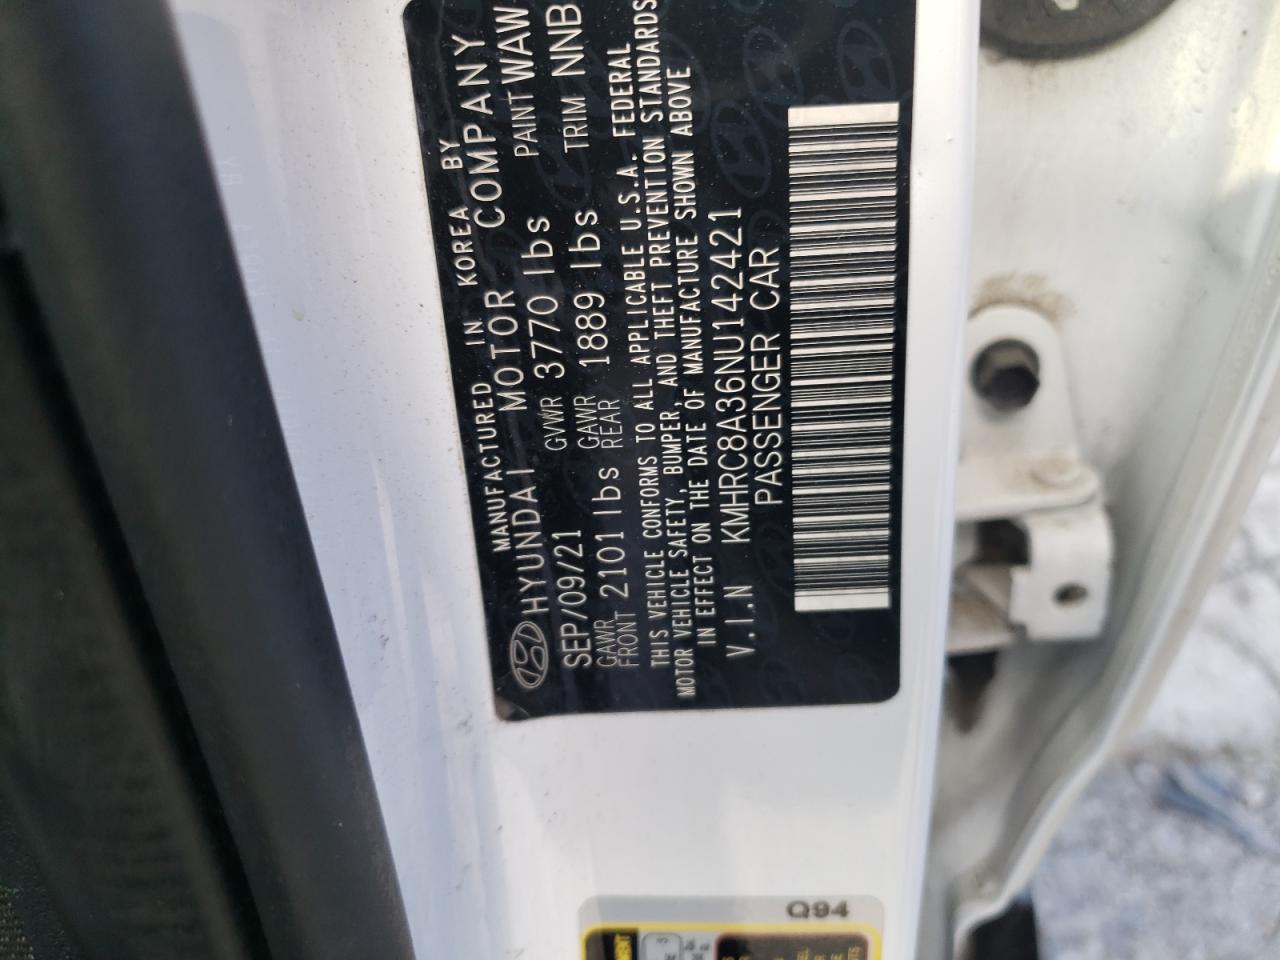 MANUFACTURED IN KOREA BY
HYUNDAI MOTOR COMPANY
SEP/09/21 GVWR 3770 lbs PAINT WAW
GAWR FRONT 2101 lbs GAWR REAR 1889 lbs TRIM NNB
THIS VEHICLE CONFORMS TO ALL APPLICABLE U.S.A. FEDERAL
MOTOR VEHICLE SAFETY, BUMPER, AND THEFT PREVENTION STANDARDS
IN EFFECT ON THE DATE OF MANUFACTURE SHOWN ABOVE
V.I.N KMHRC8A36NU142421
PASSENGER CAR
Q94